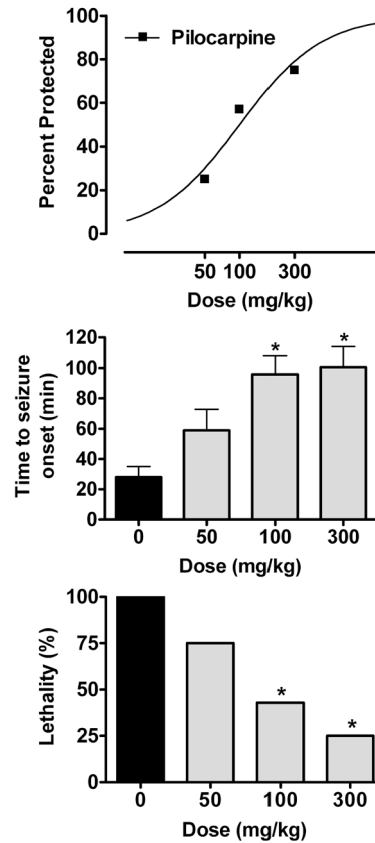 100
Pilocarpine
80
60
40
20
0
Percent Protected
50 100 300
Dose (mg/kg)
120
* *
100
80
60
40
20
0
Time to seizure
onset (min)
0 50 100 300
Dose (mg/kg)
100
75
50
*
25
*
0
Lethality (%)
0 50 100 300
Dose (mg/kg)